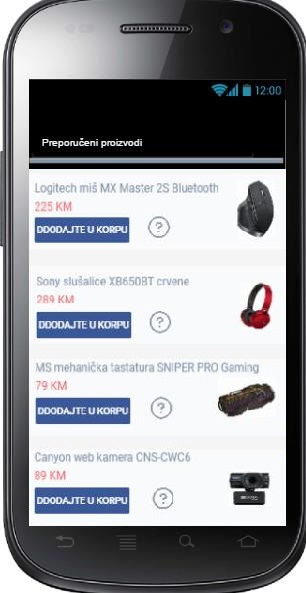 12:00
Preporučeni proizvodi
Logitech miš MX Master 2S Bluetooth
225 KM
DDODAJTE U KORPU ?
Sony slušalice XB650BT crvene
289 KM
DDODAJTE U KORPU ?
MS mehanička tastatura SNIPER PRO Gaming
79 KM
DDODAJTE U KORPU ?
Canyon web kamera CNS-CWC6
89 KM
DDODAJTE U KORPU ?